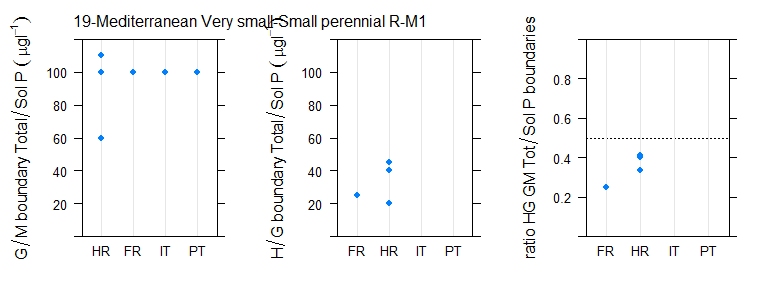 19-Mediterranean Very small-Small perennial R-M1
G/M boundary Total/Sol P ( μgl⁻¹)
100
80
60
40
20
HR FR IT PT
H/G boundary Total/Sol P ( μgl⁻¹)
100
80
60
40
20
FR HR IT PT
ratio HG GM Tot./Sol P boundaries
0.8
0.6
0.4
0.2
FR HR IT PT